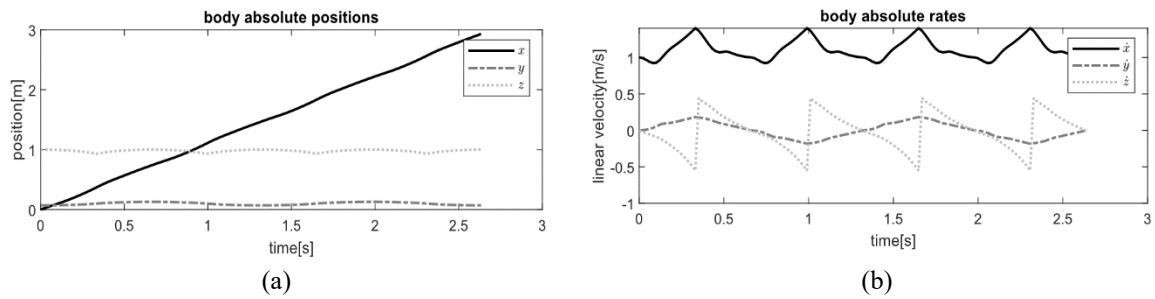 body absolute positions
3
2
1
0
position[m]
x
y
z
0
0.5
1
1.5
2
2.5
3
time[s]
(a)
body absolute rates
1
0.5
0
-0.5
-1
linear velocity[m/s]
ẋ
ẏ
ż
0
0.5
1
1.5
2
2.5
3
time[s]
(b)